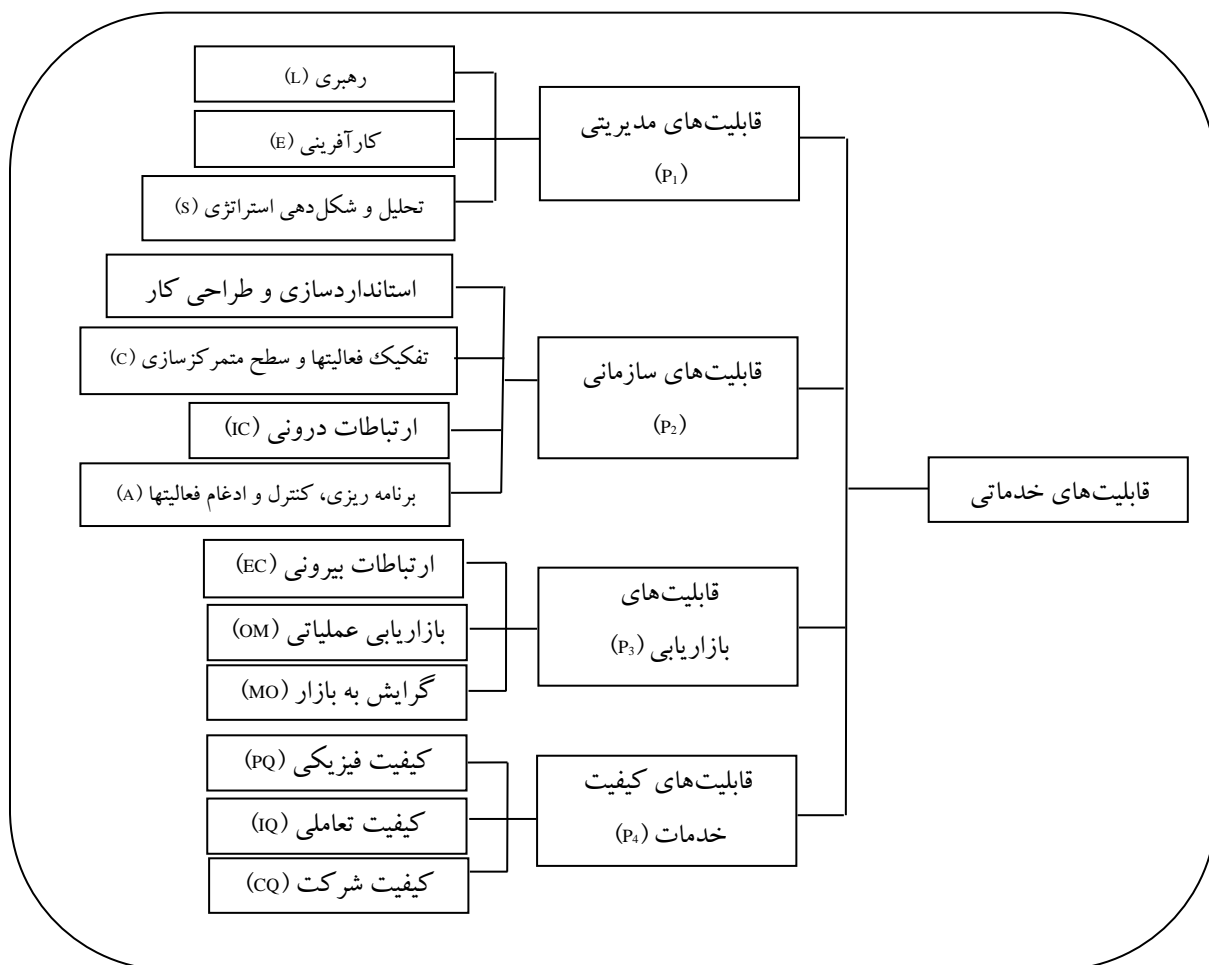 قابلیت‌های خدماتی
قابلیت‌های مدیریتی
(P₁)
رهبری (L)
کارآفرینی (E)
تحلیل و شکل‌دهی استراتژی (S)
قابلیت‌های سازمانی
(P₂)
استانداردسازی و طراحی کار
تفکیک فعالیتها و سطح متمرکزسازی (C)
ارتباطات درونی (IC)
برنامه ریزی، کنترل و ادغام فعالیتها (A)
قابلیت‌های
بازاریابی (P₃)
ارتباطات بیرونی (EC)
بازاریابی عملیاتی (OM)
گرایش به بازار (MO)
قابلیت‌های کیفیت
خدمات (P₄)
کیفیت فیزیکی (PQ)
کیفیت تعاملی (IQ)
کیفیت شرکت (CQ)